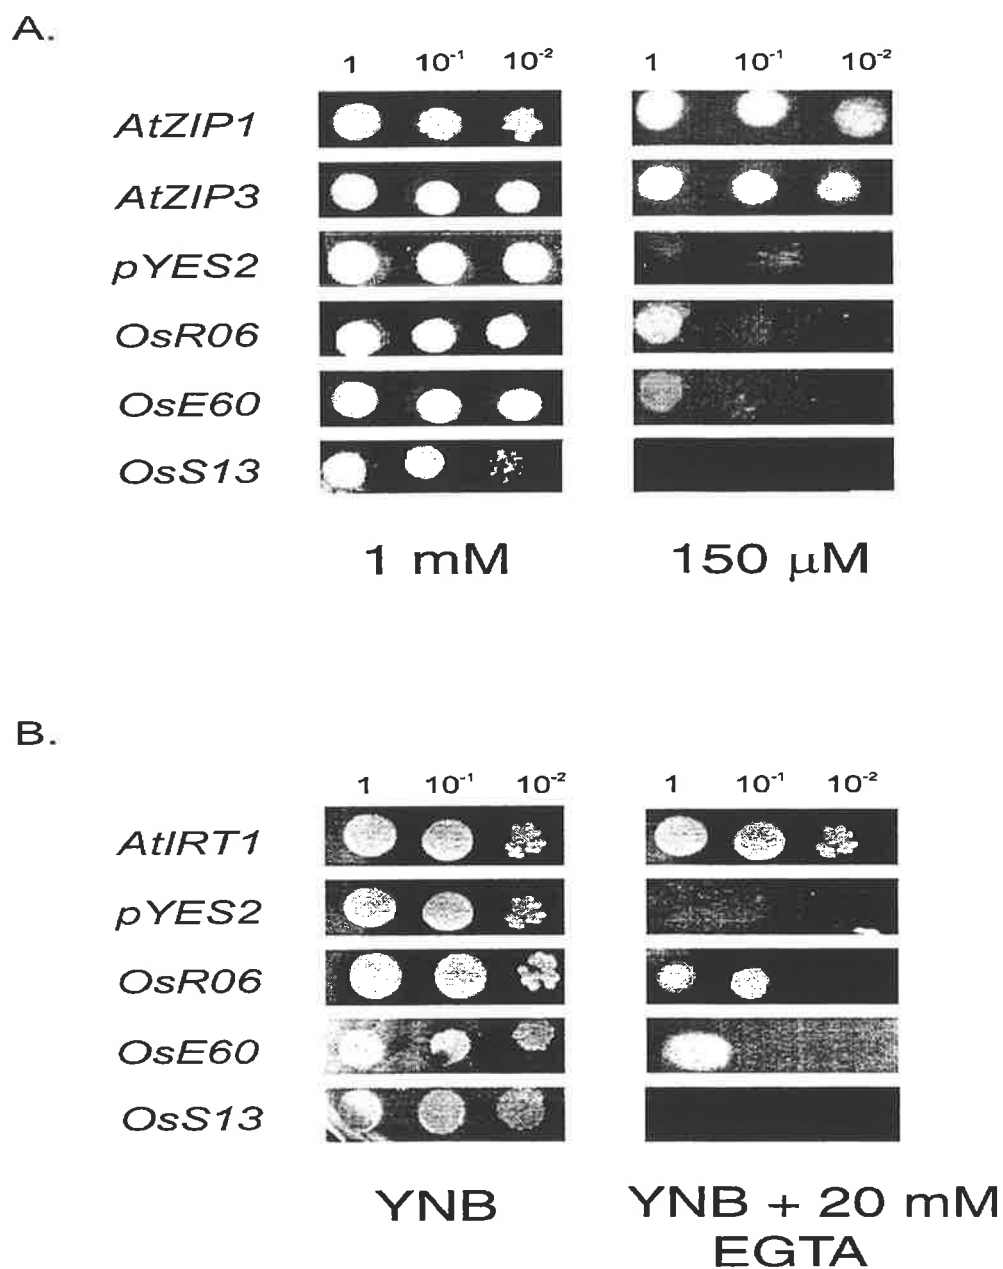 A.
1 10⁻¹ 10⁻² 1 10⁻¹ 10⁻²
AtZIP1
AtZIP3
pYES2
OsR06
OsE60
OsS13
1 mM 150 μM
B.
1 10⁻¹ 10⁻² 1 10⁻¹ 10⁻²
AtIRT1
pYES2
OsR06
OsE60
OsS13
YNB YNB + 20 mM
EGTA